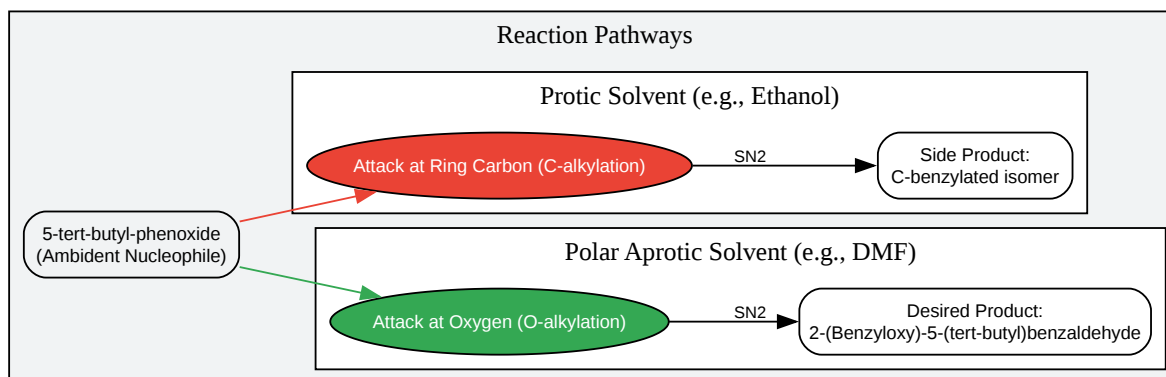 Reaction Pathways
Protic Solvent (e.g., Ethanol)
Attack at Ring Carbon (C-alkylation)
SN2
Side Product:
C-benzylated isomer
5-tert-butyl-phenoxide
(Ambident Nucleophile)
Polar Aprotic Solvent (e.g., DMF)
Attack at Oxygen (O-alkylation)
SN2
Desired Product:
2-(Benzyloxy)-5-(tert-butyl)benzaldehyde